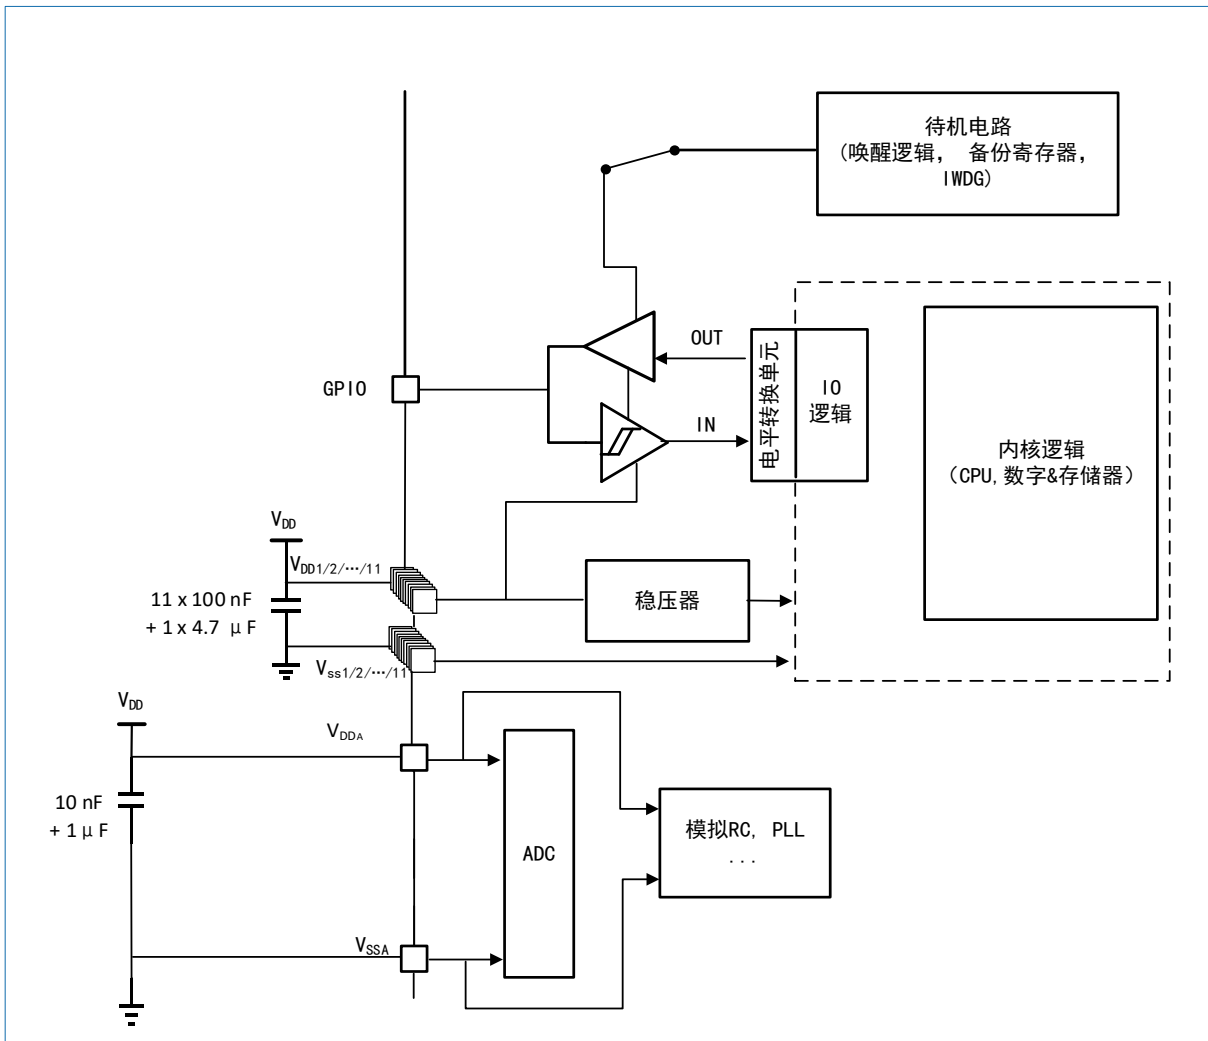 待机电路
(唤醒逻辑, 备份寄存器,
IWDG)
OUT
电平转换单元
IO
逻辑
GPIO
IN
内核逻辑
(CPU,数字&存储器)
VDD
VDD1/2/…/11
11 x 100 nF
+ 1 x 4.7 μF
稳压器
Vss1/2/…/11
VDD
VDDA
10 nF
+ 1 μF
ADC
模拟RC, PLL
...
VSSA